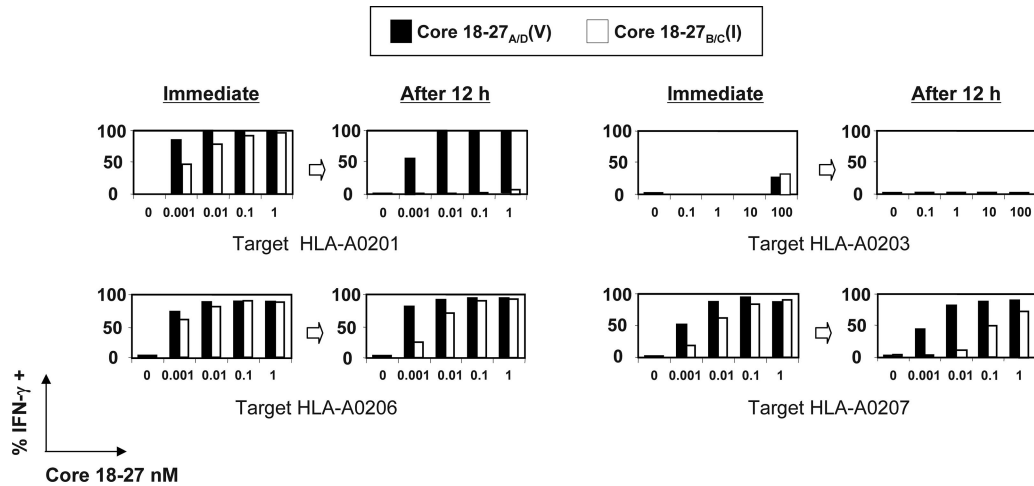 Core 18-27A/D(V) Core 18-27B/C(I)
Immediate After 12 h Immediate After 12 h
100 100 100 100
50 50 50 50
0 0 0 0
0 0.001 0.01 0.1 1 0 0.001 0.01 0.1 1 0 0.1 1 10 100 0 0.1 1 10 100
Target HLA-A0201 Target HLA-A0203
100 100 100 100
50 50 50 50
0 0 0 0
0 0.001 0.01 0.1 1 0 0.001 0.01 0.1 1 0 0.001 0.01 0.1 1 0 0.001 0.01 0.1 1
Target HLA-A0206 Target HLA-A0207
% IFN-γ +
Core 18-27 nM